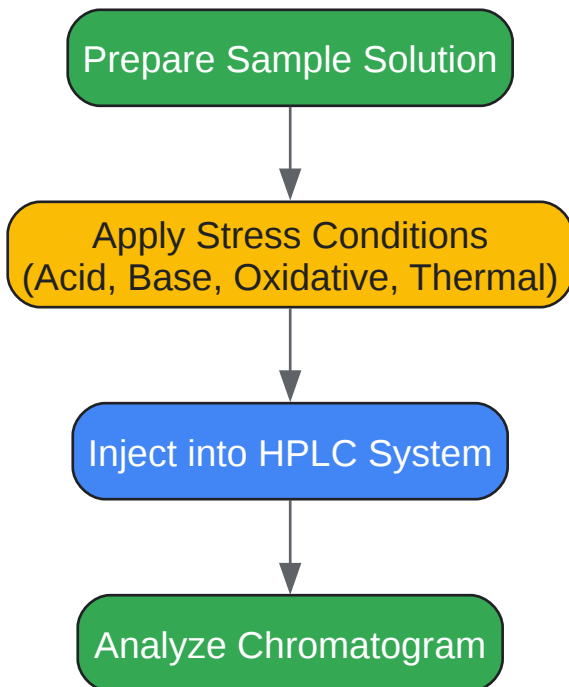 Prepare Sample Solution
Apply Stress Conditions
(Acid, Base, Oxidative, Thermal)
Inject into HPLC System
Analyze Chromatogram